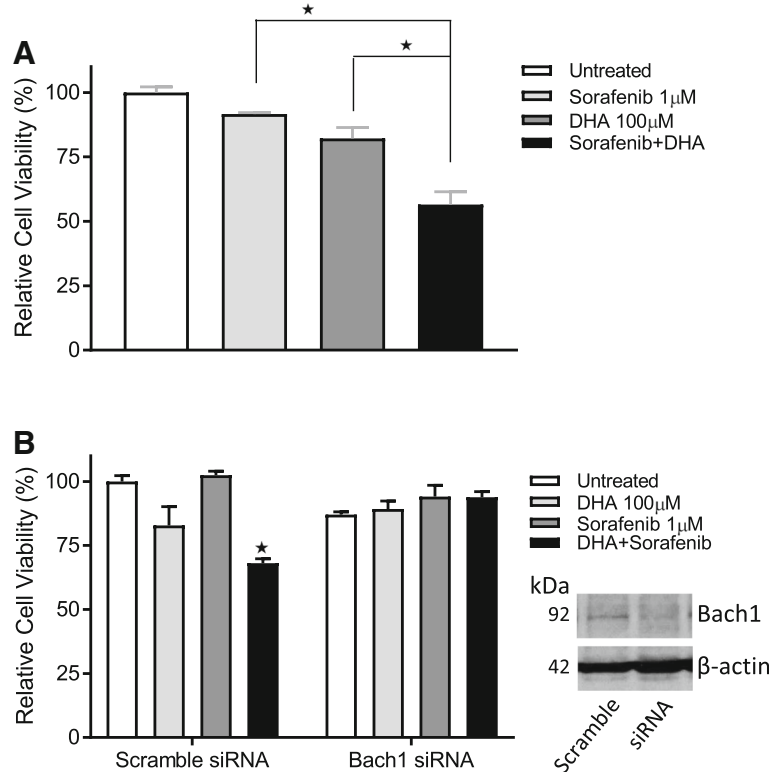 A
★
★
Relative Cell Viability (%)
100
75
50
25
0
Untreated
Sorafenib 1μM
DHA 100μM
Sorafenib+DHA
B
Relative Cell Viability (%)
100
75
50
25
0
★
Scramble siRNA
Bach1 siRNA
Untreated
DHA 100μM
Sorafenib 1μM
DHA+Sorafenib
kDa
92 Bach1
42 β-actin
Scramble
siRNA